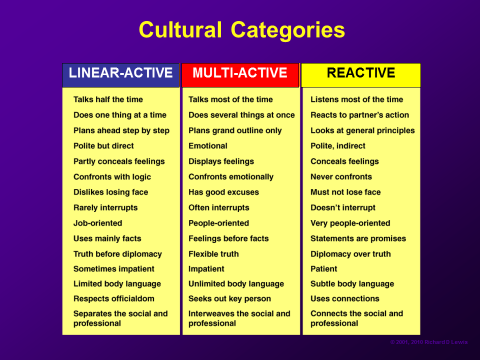 Cultural Categories
LINEAR-ACTIVE MULTI-ACTIVE REACTIVE
Talks half the time Talks most of the time Listens most of the time
Does one thing at a time Does several things at once Reacts to partner's action
Plans ahead step by step Plans grand outline only Looks at general principles
Polite but direct Emotional Polite, indirect
Partly conceals feelings Displays feelings Conceals feelings
Confronts with logic Confronts emotionally Never confronts
Dislikes losing face Has good excuses Must not lose face
Rarely interrupts Often interrupts Doesn't interrupt
Job-oriented People-oriented Very people-oriented
Uses mainly facts Feelings before facts Statements are promises
Truth before diplomacy Flexible truth Diplomacy over truth
Sometimes impatient Impatient Patient
Limited body language Unlimited body language Subtle body language
Respects officialdom Seeks out key person Uses connections
Separates the social and Interweaves the social and Connects the social and
professional professional professional